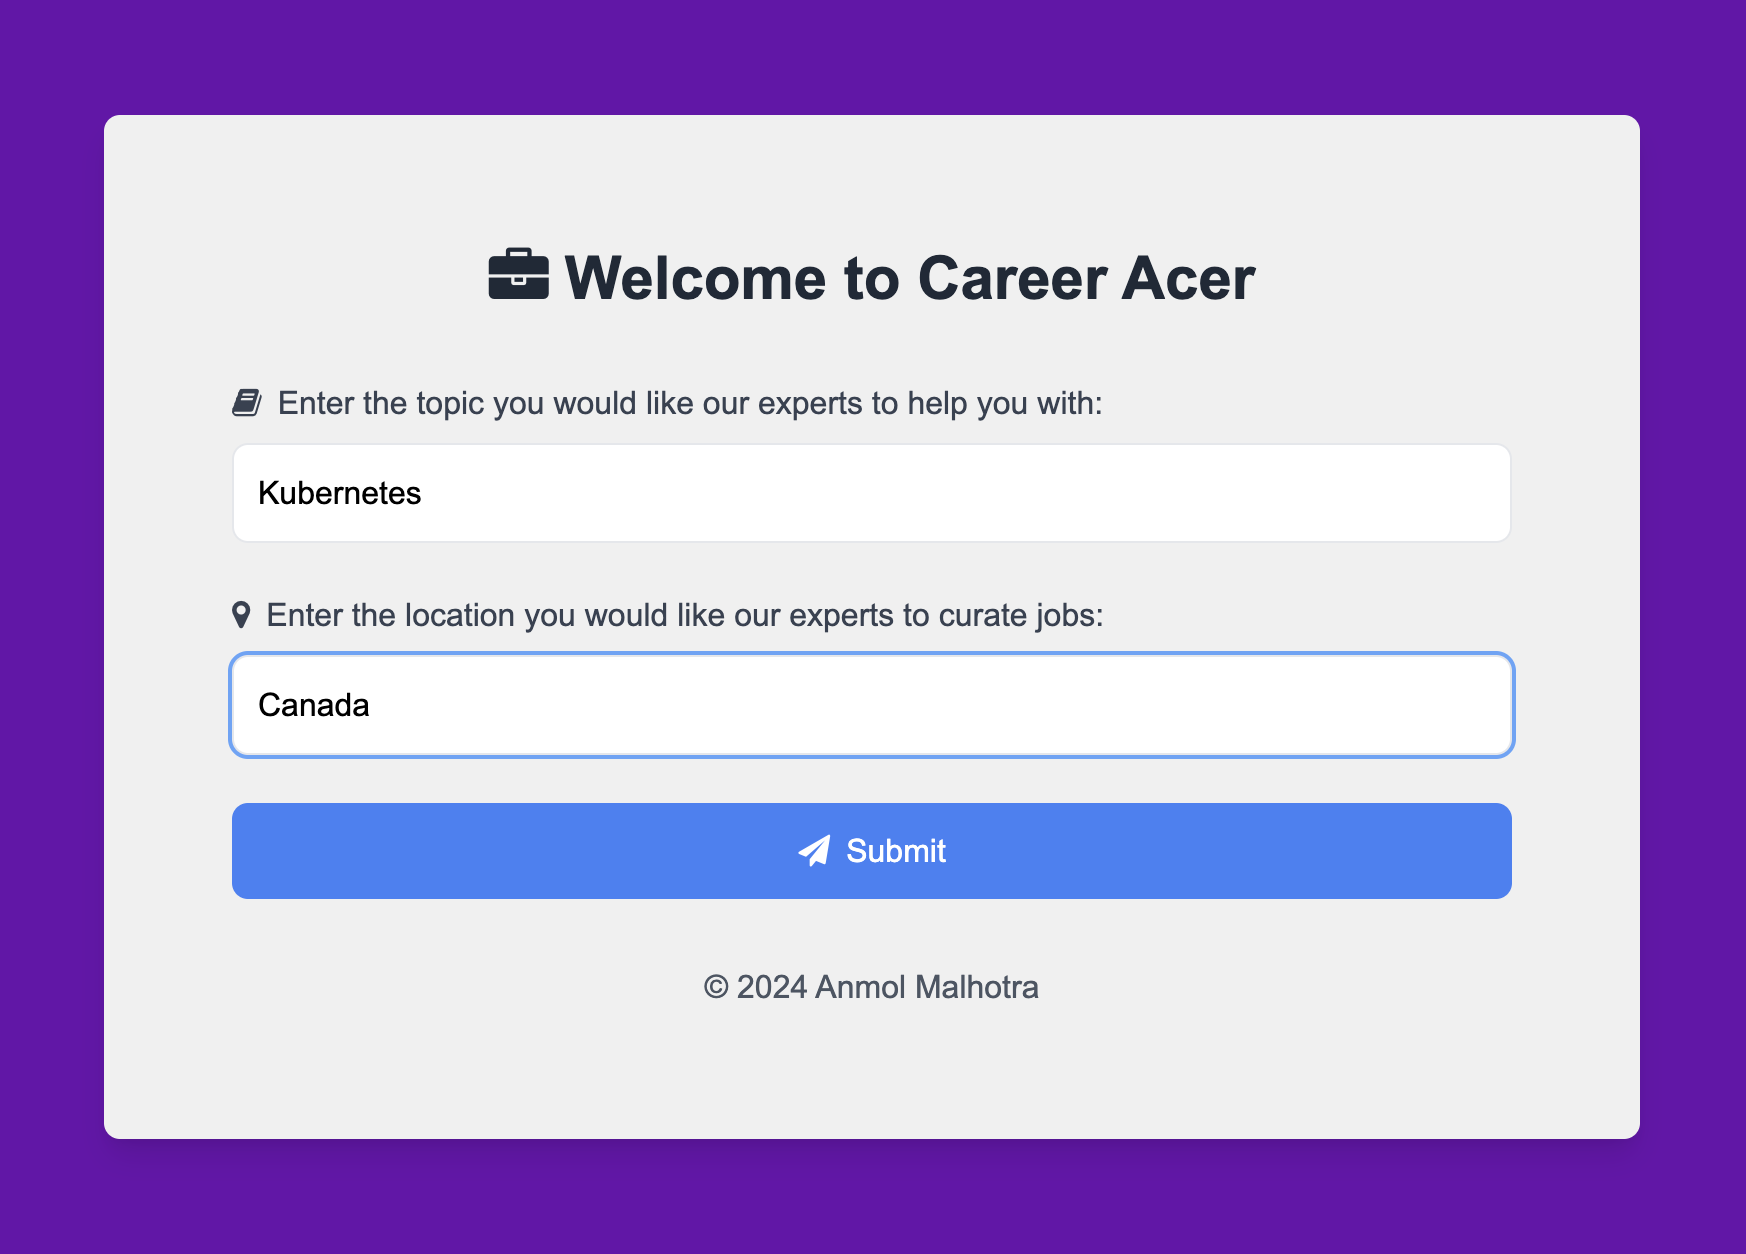 Welcome to Career Acer
Enter the topic you would like our experts to help you with:
Kubernetes
Enter the location you would like our experts to curate jobs:
Canada
Submit
© 2024 Anmol Malhotra